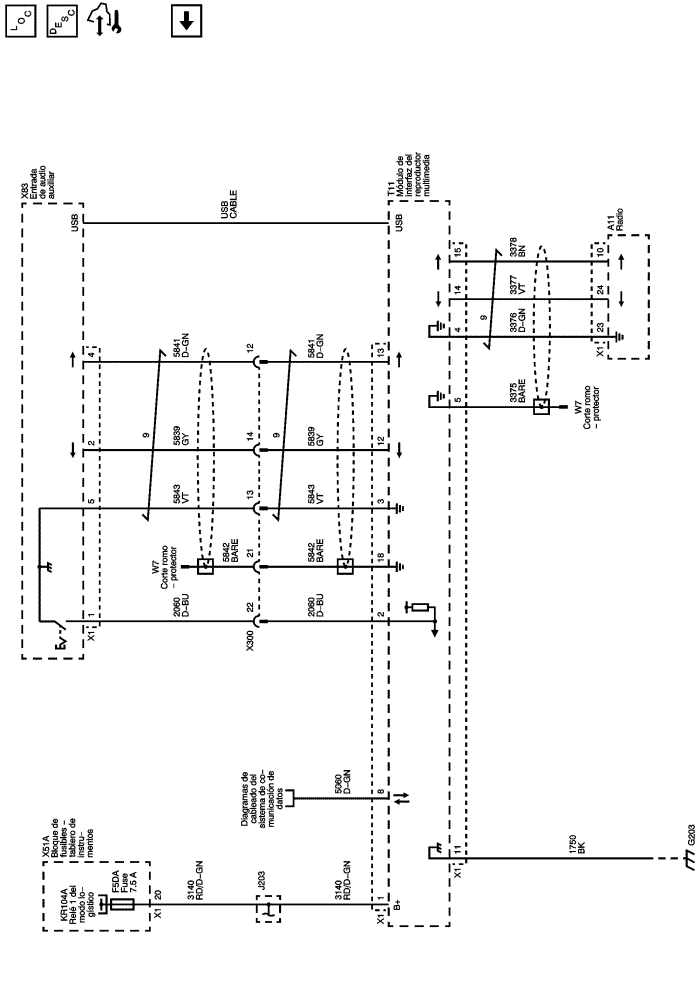 LOC
DESC
X83
Entrada
de audio
auxiliar
USB
USB
CABLE
T11
Módulo de
interfaz del
reproductor
multimedia
USB
4
5841
D-GN
12
5841
D-GN
13
2
9
5839
GY
14
9
5839
GY
12
5
5843
VT
13
5843
VT
3
W7
Corte romo
- protector
5842
BARE
21
5842
BARE
18
1
X1
2060
D-BU
22
X300
2060
D-BU
2
15
3378
BN
10
A11
Radio
14
3377
VT
24
9
4
3376
D-GN
23
X1
5
3375
BARE
W7
Corte romo
- protector
Diagramas de
cableado del
sistema de co-
municación de
datos
5060
D-GN
8
X51A
Bloque de
fusibles -
tablero de
instru-
mentos
KR104A
Relé 1 del
modo lo-
gístico
F5DA
Fuse
7.5 A
20
X1
3140
RD/D-GN
J203
3140
RD/D-GN
1
X1
B+
11
X1
1750
BK
G203